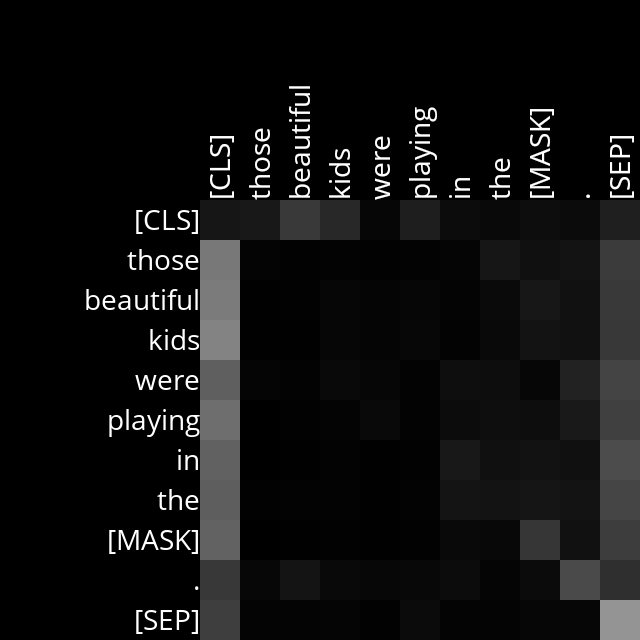 [CLS] those beautiful kids were playing in the [MASK] . [SEP]
[CLS]
those
beautiful
kids
were
playing
in
the
[MASK]
.
[SEP]